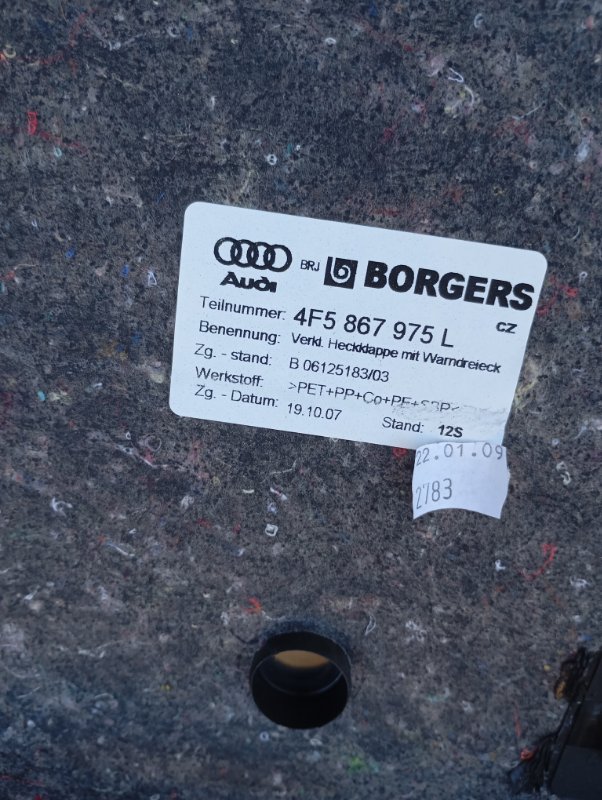 Audi BRJ BORGERS
CZ
Teilnummer: 4F5 867 975 L
Benennung: Verkl. Heckklappe mit Warndreieck
Zg. - stand: B 06125183/03
Werkstoff: >PET+PP+Co+PE+SBR<
Zg. - Datum: 19.10.07 Stand: 12S
22.01.09
2783